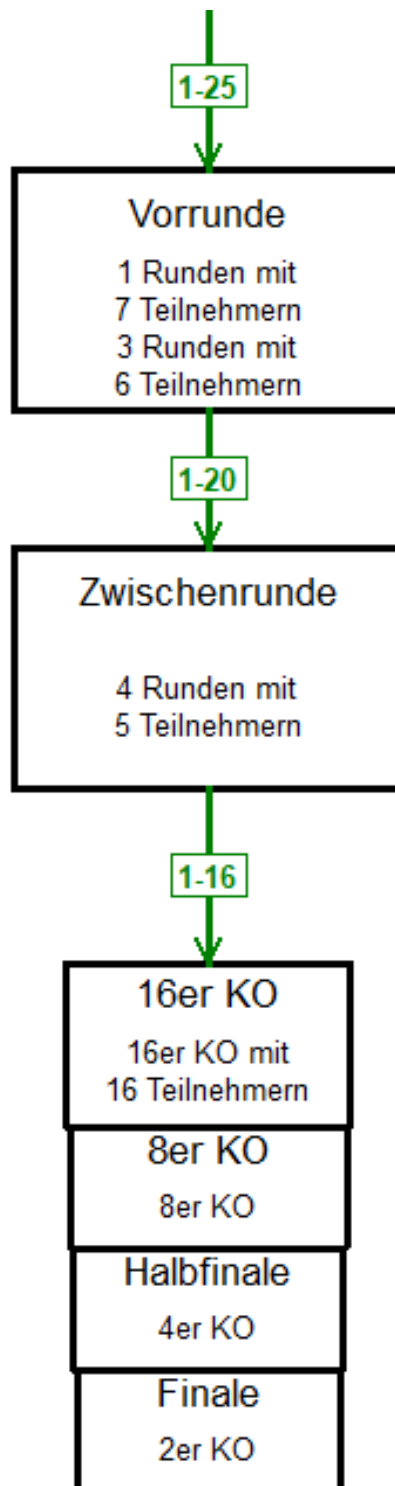 1-25
Vorrunde
1 Runden mit
7 Teilnehmern
3 Runden mit
6 Teilnehmern
1-20
Zwischenrunde
4 Runden mit
5 Teilnehmern
1-16
16er KO
16er KO mit
16 Teilnehmern
8er KO
8er KO
Halbfinale
4er KO
Finale
2er KO